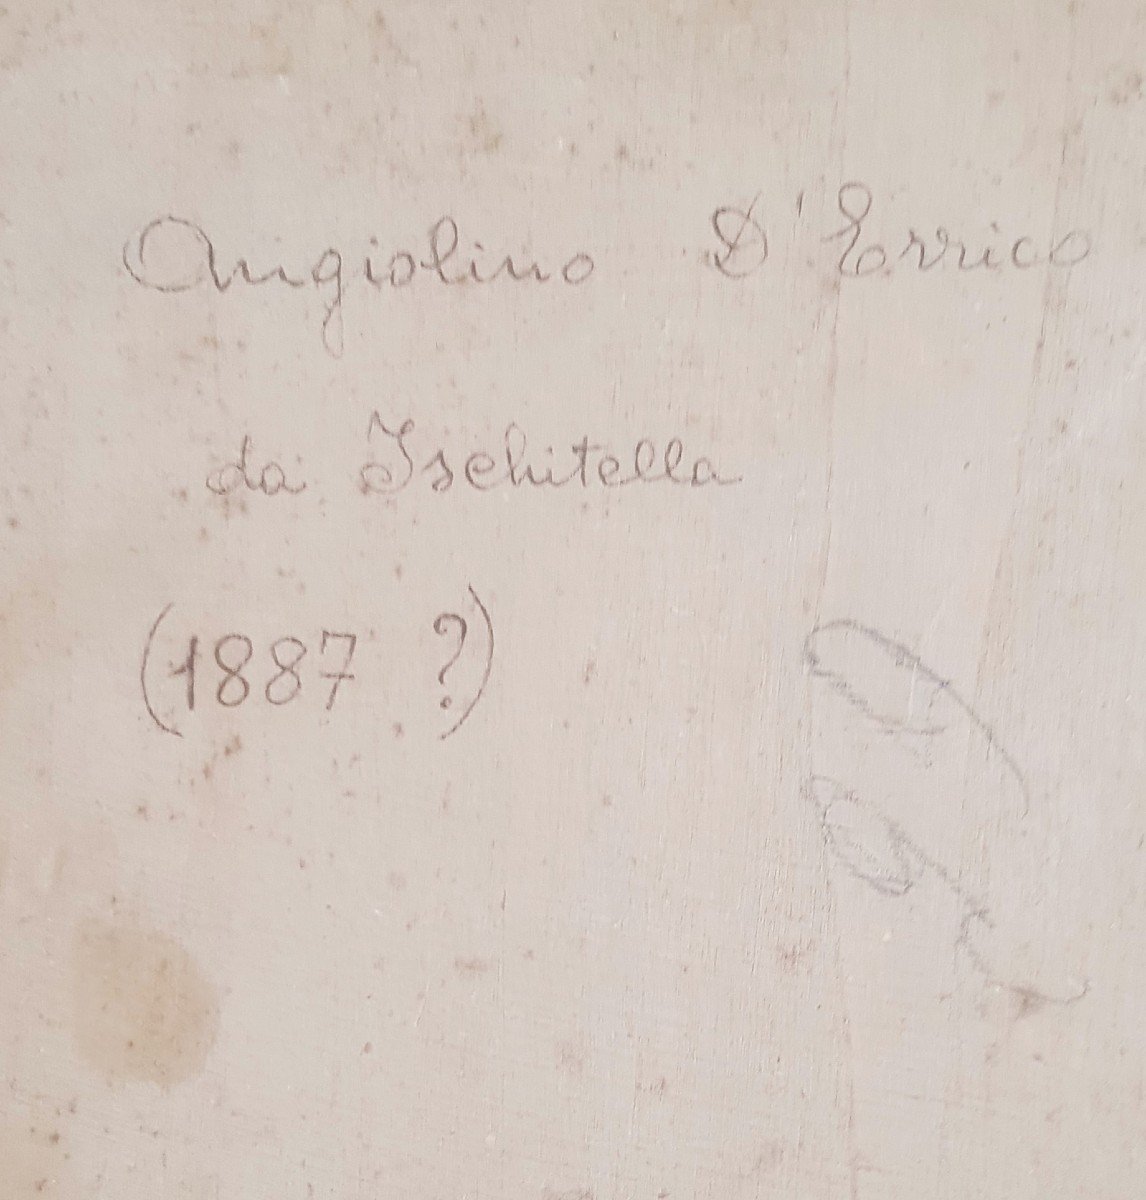 Angiolino D'Errico
da Ischitella
(1887 ?)